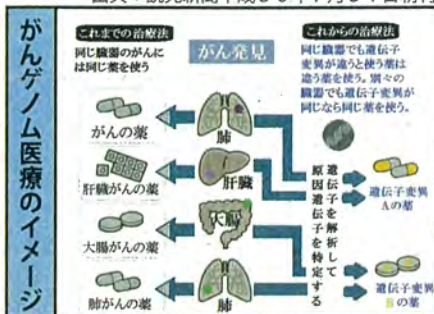 がんゲノム医療のイメージ
これまでの治療法
同じ臓器のがんに
は同じ薬を使う
がん発見
これからの治療法
同じ臓器でも遺伝子
変異が違うと使う薬は
違う薬を使う。別々の
臓器でも遺伝子変異が
同じなら同じ薬を使う。
がんの薬
肺
肝臓がんの薬
肝臓
大腸がんの薬
大腸
肺がんの薬
肺
遺伝子を解析して
原因遺伝子を特定する
遺伝子変異
Aの薬
遺伝子変異
Bの薬